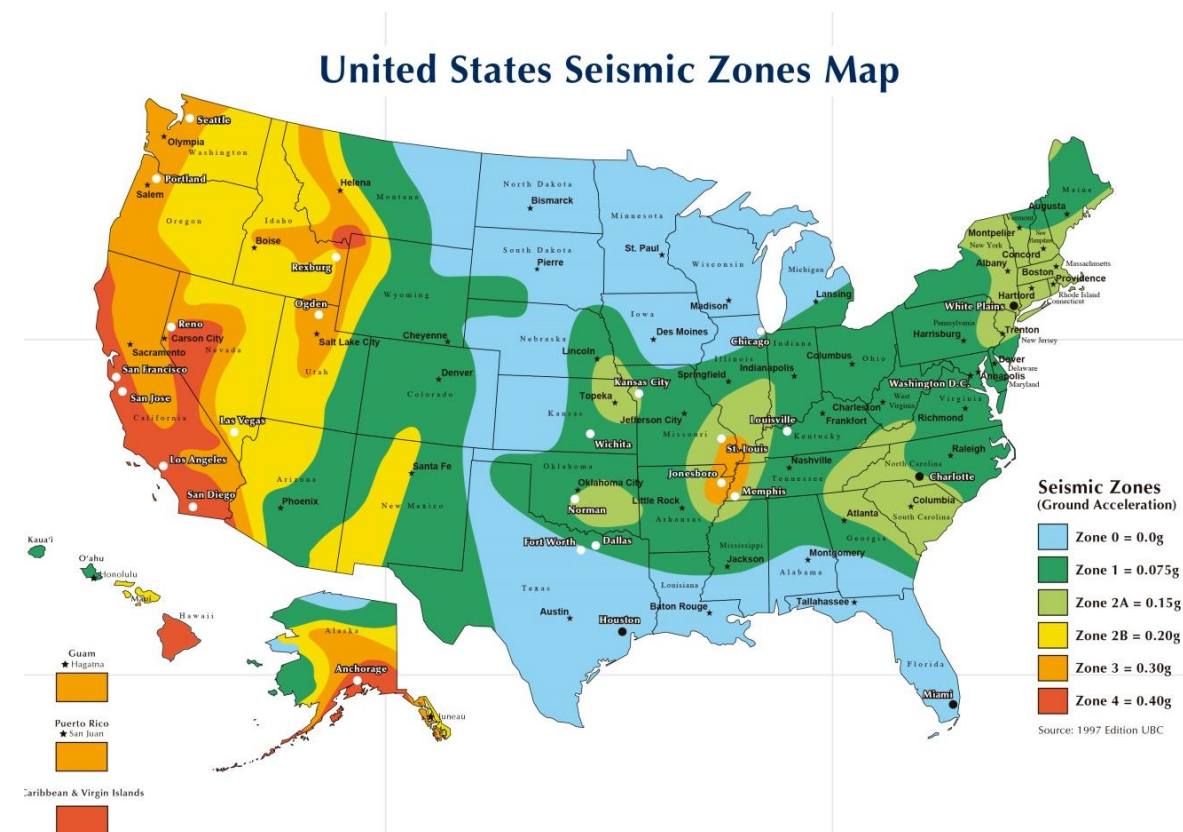 United States Seismic Zones Map
Seattle
Olympia
Washington
Portland
Salem
Oregon
Idaho
Boise
Helena
Montana
Rexburg
Ogden
Salt Lake City
Utah
Wyoming
Cheyenne
Reno
Carson City
Nevada
Sacramento
San Francisco
San Jose
California
Las Vegas
Los Angeles
San Diego
Arizona
Phoenix
Denver
Colorado
Santa Fe
New Mexico
North Dakota
Bismarck
South Dakota
Pierre
Nebraska
Lincoln
Kansas
Topeka
Kansas City
Wichita
Oklahoma
Oklahoma City
Norman
Fort Worth
Dallas
Texas
Austin
Houston
Minnesota
St. Paul
Wisconsin
Madison
Michigan
Lansing
Iowa
Des Moines
Chicago
Illinois
Springfield
Indiana
Indianapolis
Ohio
Columbus
Jefferson City
Missouri
St. Louis
Louisville
Kentucky
Frankfort
Charleston
West
Virginia
Jonesboro
Memphis
Nashville
Tennessee
Little Rock
Arkansas
Mississippi
Jackson
Louisiana
Baton Rouge
Alabama
Montgomery
Tallahassee
Florida
Miami
Georgia
Atlanta
South Carolina
Columbia
North Carolina
Charlotte
Raleigh
Virginia
Richmond
Washington D.C.
Annapolis
Maryland
Dover
Delaware
Pennsylvania
Harrisburg
Trenton
New Jersey
White Plains
New York
Albany
Hartford
Connecticut
Providence
Rhode Island
Boston
Massachusetts
Concord
New
Hampshire
Montpelier
Vermont
Augusta
Maine
Kaua'i
O'ahu
Honolulu
Maui
Hawaii
Alaska
Anchorage
Juneau
Guam
Hagatna
Puerto Rico
San Juan
Caribbean & Virgin Islands
Seismic Zones
(Ground Acceleration)
Zone 0 = 0.0g
Zone 1 = 0.075g
Zone 2A = 0.15g
Zone 2B = 0.20g
Zone 3 = 0.30g
Zone 4 = 0.40g
Source: 1997 Edition UBC